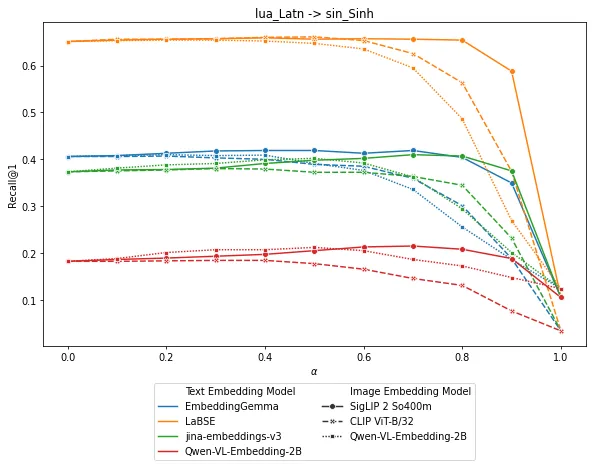 lua_Latn -> sin_Sinh
Recall@1
0.6
0.5
0.4
0.3
0.2
0.1
0.0 0.2 0.4 0.6 0.8 1.0
α
Text Embedding Model
EmbeddingGemma
LaBSE
jina-embeddings-v3
Qwen-VL-Embedding-2B
Image Embedding Model
SigLIP 2 So400m
CLIP ViT-B/32
Qwen-VL-Embedding-2B